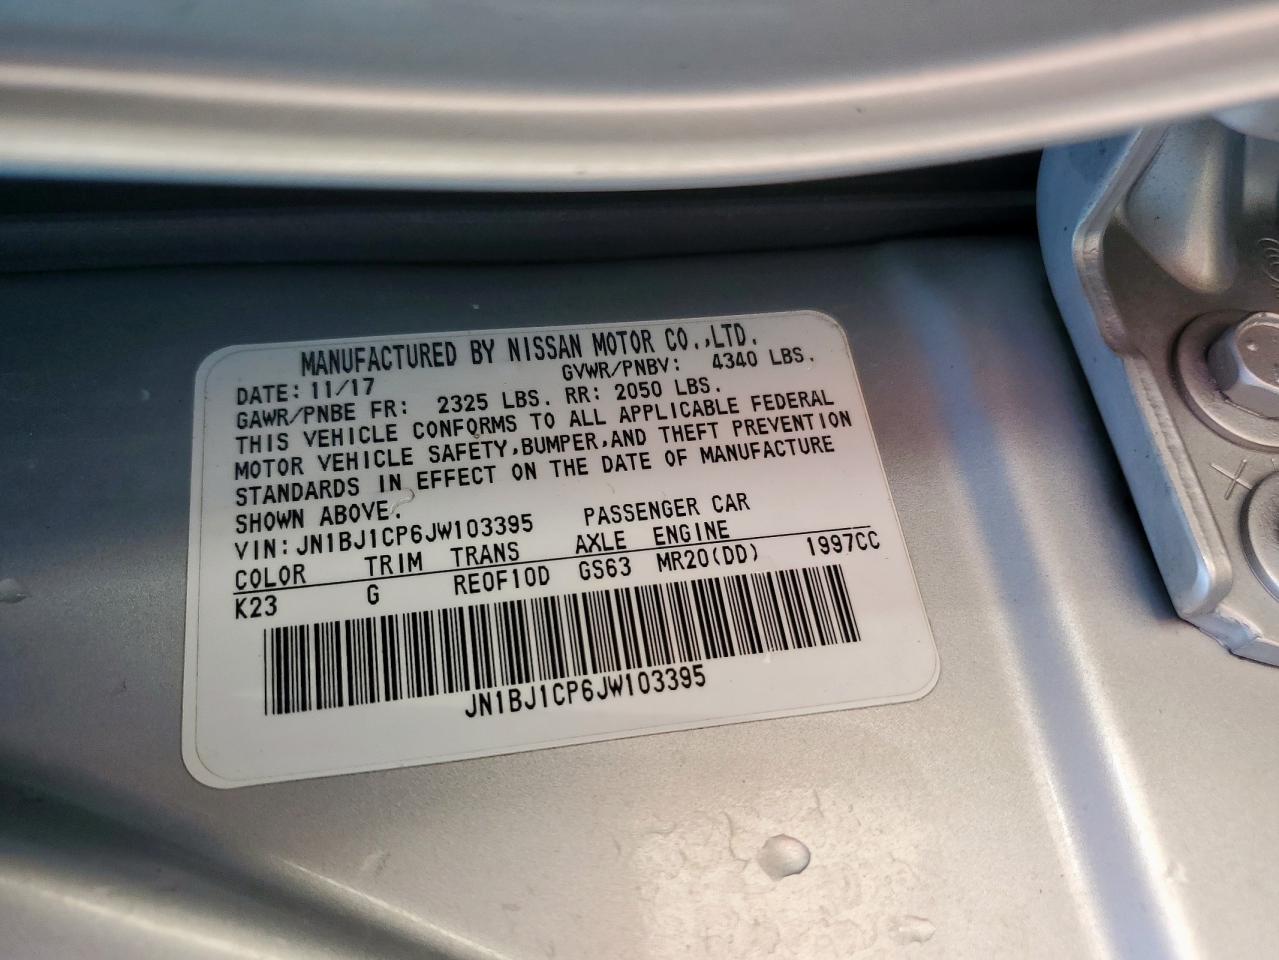 MANUFACTURED BY NISSAN MOTOR CO.,LTD.
DATE: 11/17 GVWR/PNBV: 4340 LBS.
GAWR/PNBE FR: 2325 LBS. RR: 2050 LBS.
THIS VEHICLE CONFORMS TO ALL APPLICABLE FEDERAL
MOTOR VEHICLE SAFETY,BUMPER,AND THEFT PREVENTION
STANDARDS IN EFFECT ON THE DATE OF MANUFACTURE
SHOWN ABOVE.
VIN: JN1BJ1CP6JW103395 PASSENGER CAR
COLOR TRIM TRANS AXLE ENGINE
K23 G RE0F10D GS63 MR20(DD) 1997CC
JN1BJ1CP6JW103395